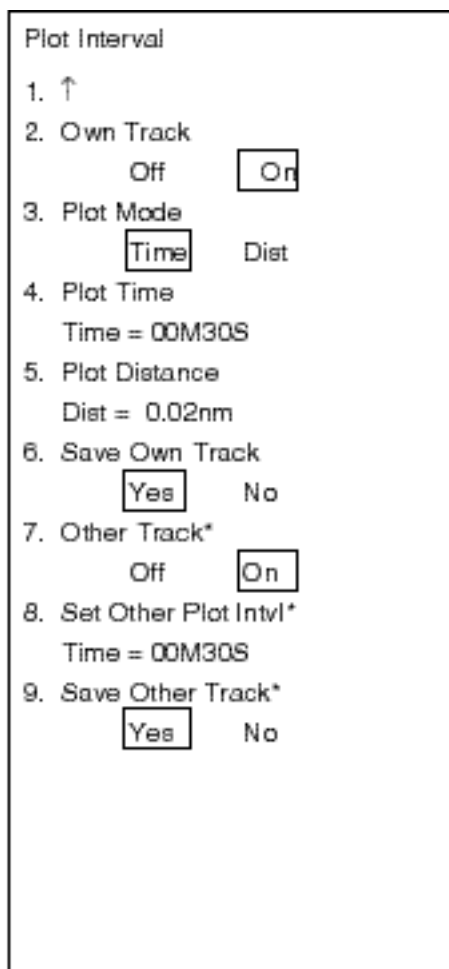 Plot Interval
1. ↑
2. Own Track
Off On
3. Plot Mode
Time Dist
4. Plot Time
Time = 00M30S
5. Plot Distance
Dist = 0.02nm
6. Save Own Track
Yes No
7. Other Track*
Off On
8. Set Other Plot Intvl*
Time = 00M30S
9. Save Other Track*
Yes No